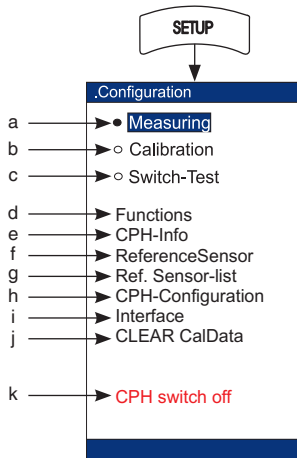 SETUP
.Configuration
a Measuring
b Calibration
c Switch-Test
d Functions
e CPH-Info
f ReferenceSensor
g Ref. Sensor-list
h CPH-Configuration
i Interface
j CLEAR CalData
k CPH switch off